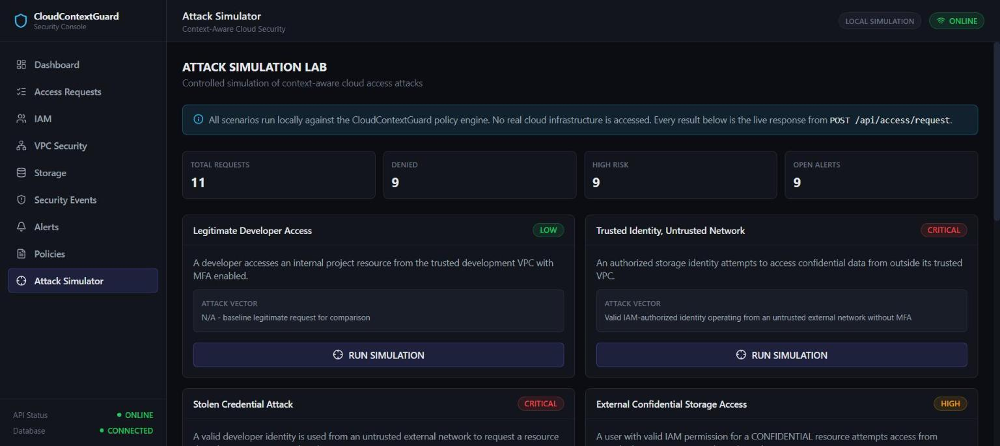 CloudContextGuard
Security Console
Dashboard
Access Requests
IAM
VPC Security
Storage
Security Events
Alerts
Policies
Attack Simulator
API Status ONLINE
Database CONNECTED
Attack Simulator
Context-Aware Cloud Security
LOCAL SIMULATION
ONLINE
ATTACK SIMULATION LAB
Controlled simulation of context-aware cloud access attacks
All scenarios run locally against the CloudContextGuard policy engine. No real cloud infrastructure is accessed. Every result below is the live response from POST /api/access/request.
TOTAL REQUESTS
11
DENIED
9
HIGH RISK
9
OPEN ALERTS
9
Legitimate Developer Access
LOW
A developer accesses an internal project resource from the trusted development VPC with
MFA enabled.
ATTACK VECTOR
N/A - baseline legitimate request for comparison
RUN SIMULATION
Trusted Identity, Untrusted Network
CRITICAL
An authorized storage identity attempts to access confidential data from outside its trusted
VPC.
ATTACK VECTOR
Valid IAM-authorized identity operating from an untrusted external network without MFA
RUN SIMULATION
Stolen Credential Attack
CRITICAL
A valid developer identity is used from an untrusted external network to request a resource
External Confidential Storage Access
HIGH
A user with valid IAM permission for a CONFIDENTIAL resource attempts access from